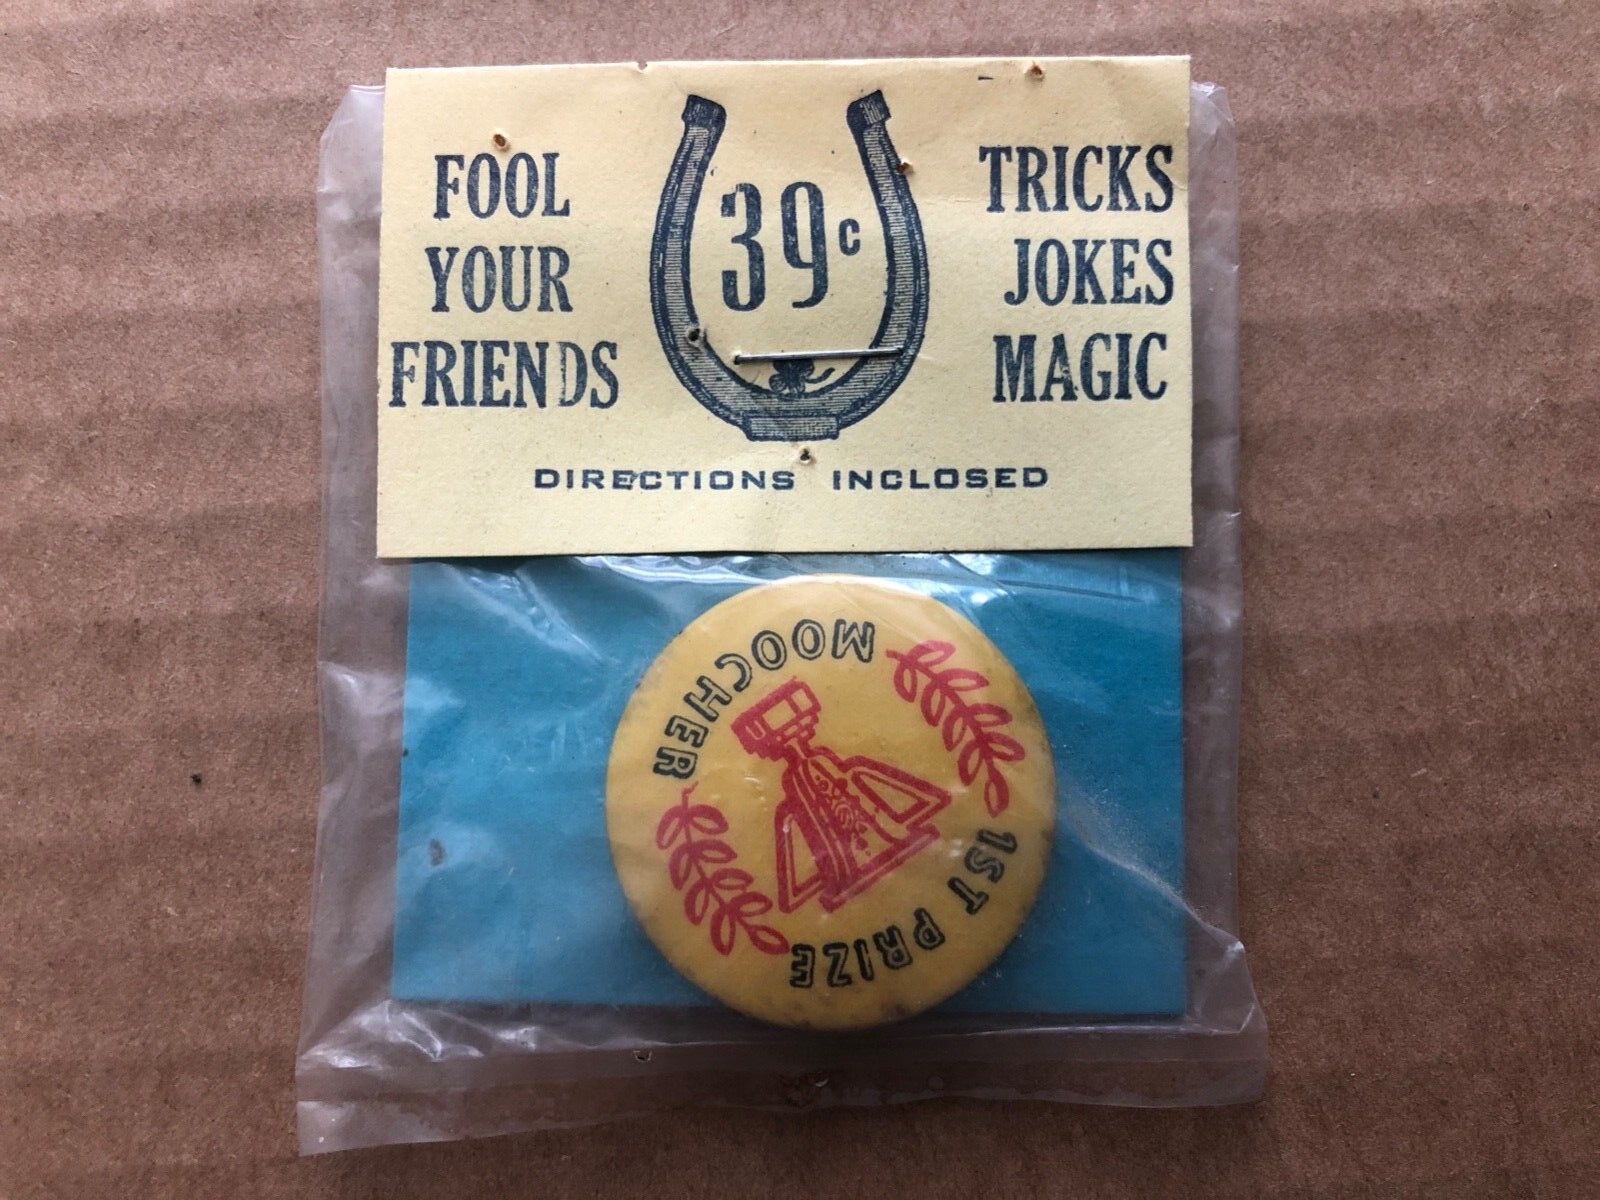 FOOL
YOUR
FRIENDS
39c
TRICKS
JOKES
MAGIC
DIRECTIONS INCLOSED
1ST PRIZE
MOOCHER